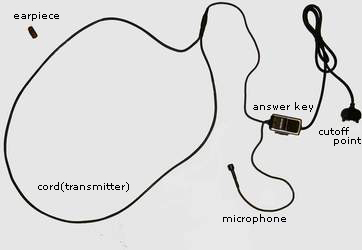 earpiece
answer key
cutoff
point
cord(transmitter)
microphone